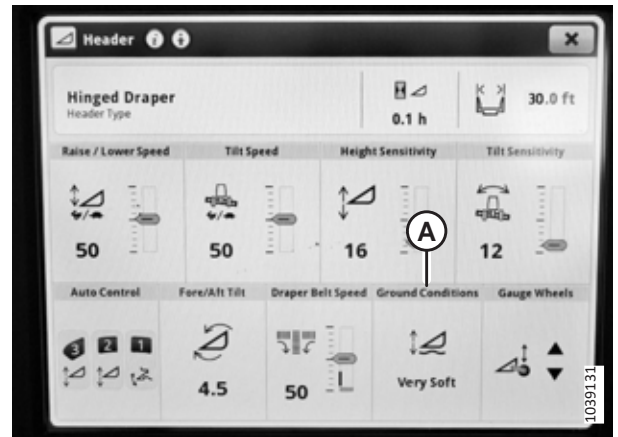 Header
Hinged Draper
Header Type
0.1 h
30.0 ft
Raise / Lower Speed
Tilt Speed
Height Sensitivity
Tilt Sensitivity
50
50
16
12
A
Auto Control
Fore/Aft Tilt
Draper Belt Speed
Ground Conditions
Gauge Wheels
3 2 1
4.5
50
Very Soft
1039131